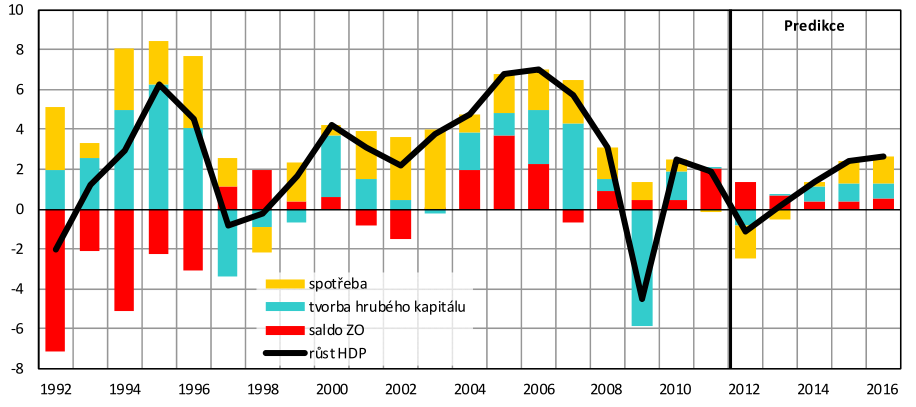 10
Predikce
8
6
4
2
0
-2
-4
-6
-8
spotřeba
tvorba hrubého kapitálu
saldo ZO
růst HDP
1992 1994 1996 1998 2000 2002 2004 2006 2008 2010 2012 2014 2016